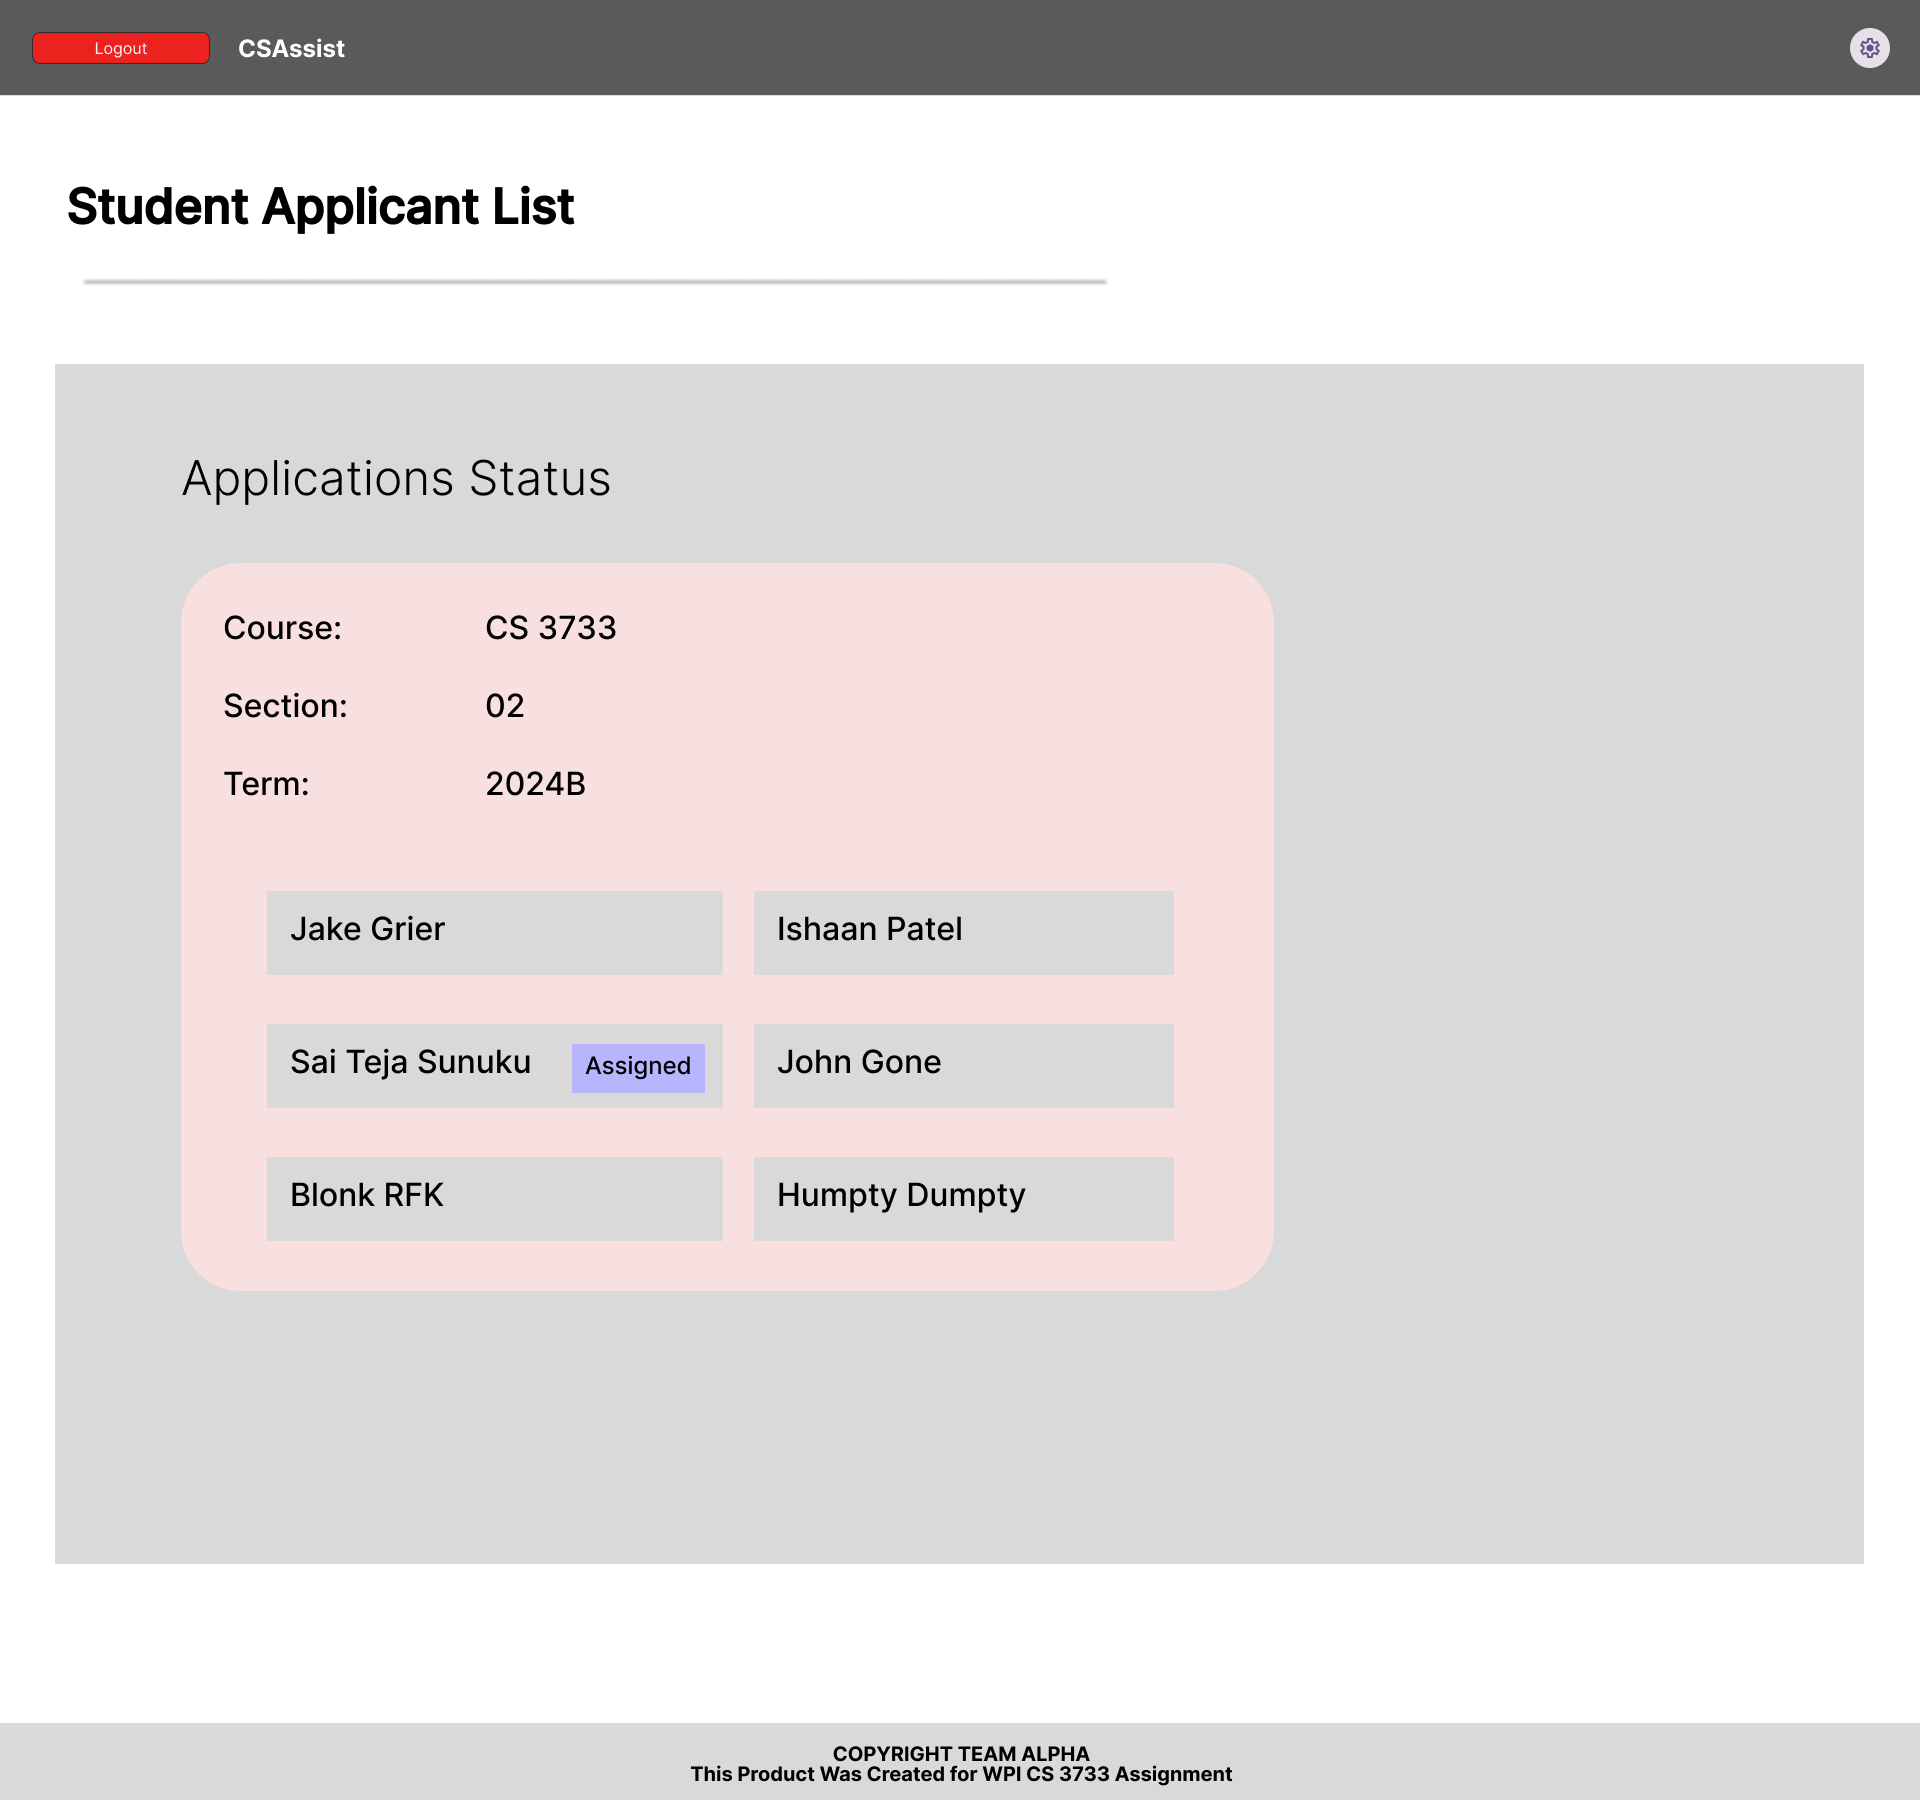 Logout CSAssist
Student Applicant List
Applications Status
Course: CS 3733
Section: 02
Term: 2024B
Jake Grier Ishaan Patel
Sai Teja Sunuku Assigned John Gone
Blonk RFK Humpty Dumpty
COPYRIGHT TEAM ALPHA
This Product Was Created for WPI CS 3733 Assignment